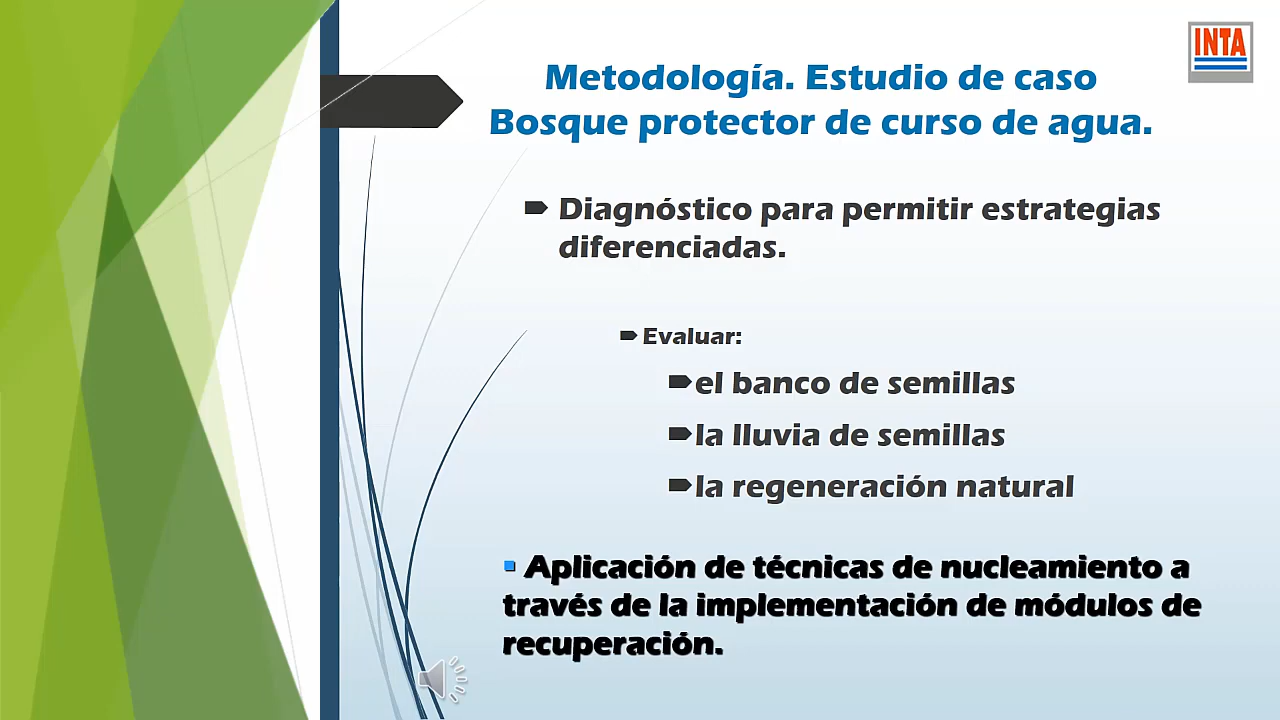 INTA
Metodología. Estudio de caso
Bosque protector de curso de agua.
Diagnóstico para permitir estrategias
diferenciadas.
Evaluar:
el banco de semillas
la lluvia de semillas
la regeneración natural
Aplicación de técnicas de nucleamiento a
través de la implementación de módulos de
recuperación.